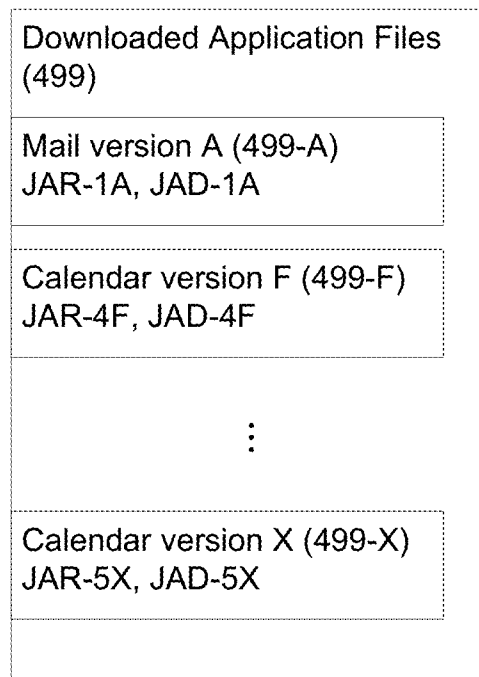 Downloaded Application Files
(499)
Mail version A (499-A)
JAR-1A, JAD-1A
Calendar version F (499-F)
JAR-4F, JAD-4F
⋮
Calendar version X (499-X)
JAR-5X, JAD-5X